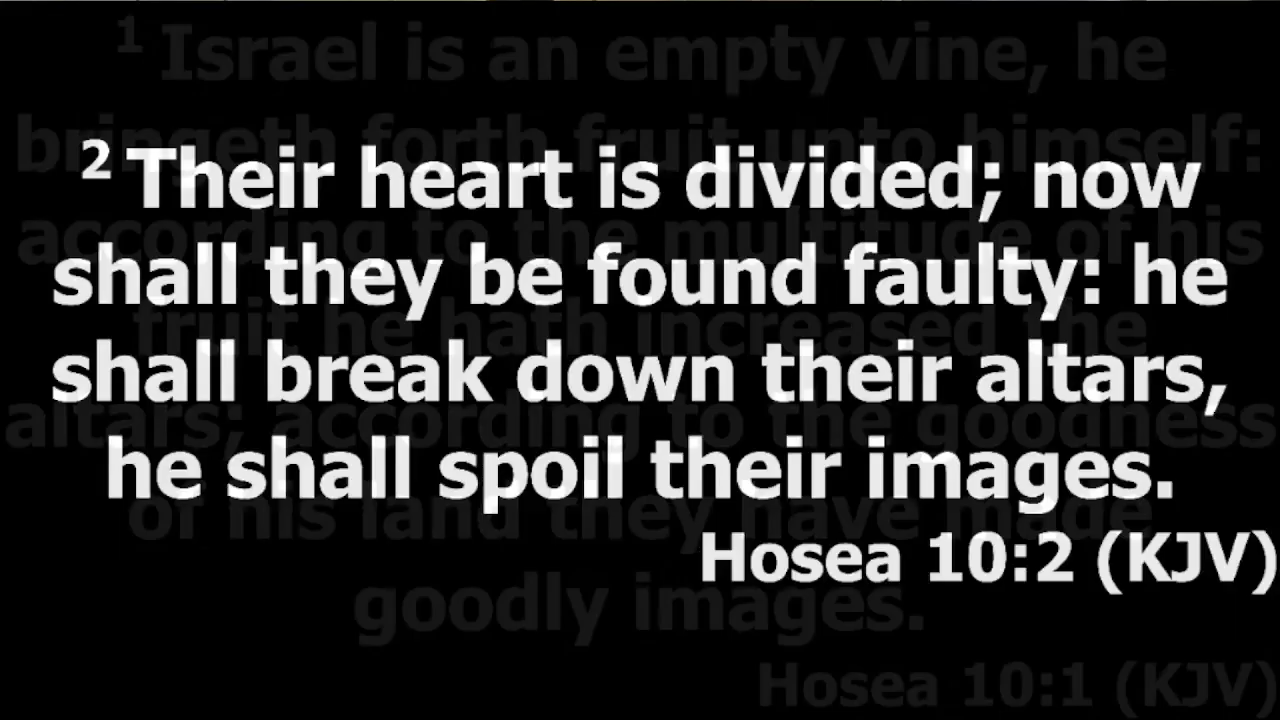 1 Israel is an empty vine, he
bringeth forth fruit unto himself:
2 Their heart is divided; now
according to the multitude of his
shall they be found faulty: he
fruit he hath increased the
shall break down their altars,
altars; according to the goodness
he shall spoil their images.
of his land they have made
Hosea 10:2 (KJV)
goodly images.
Hosea 10:1 (KJV)